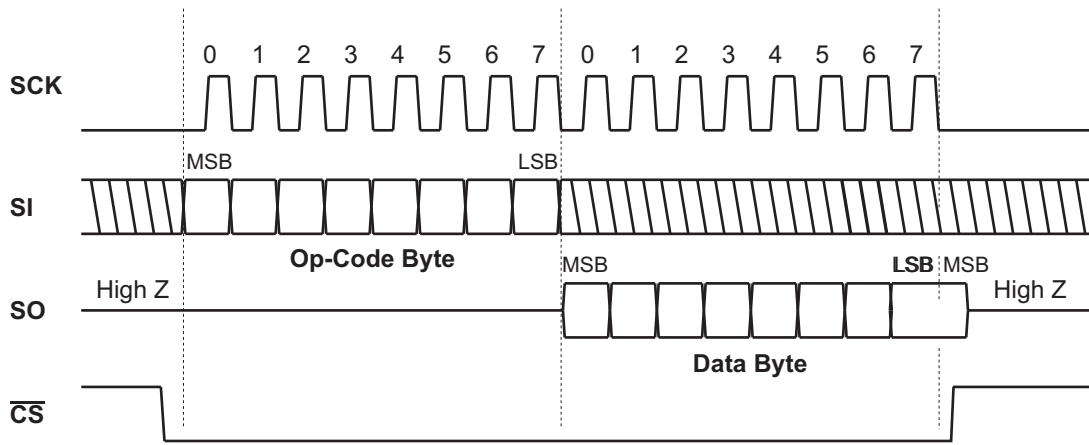 0 1 2 3 4 5 6 7 0 1 2 3 4 5 6 7
SCK
MSB LSB
SI
Op-Code Byte
MSB LSB MSB
High Z High Z
SO
Data Byte
CS